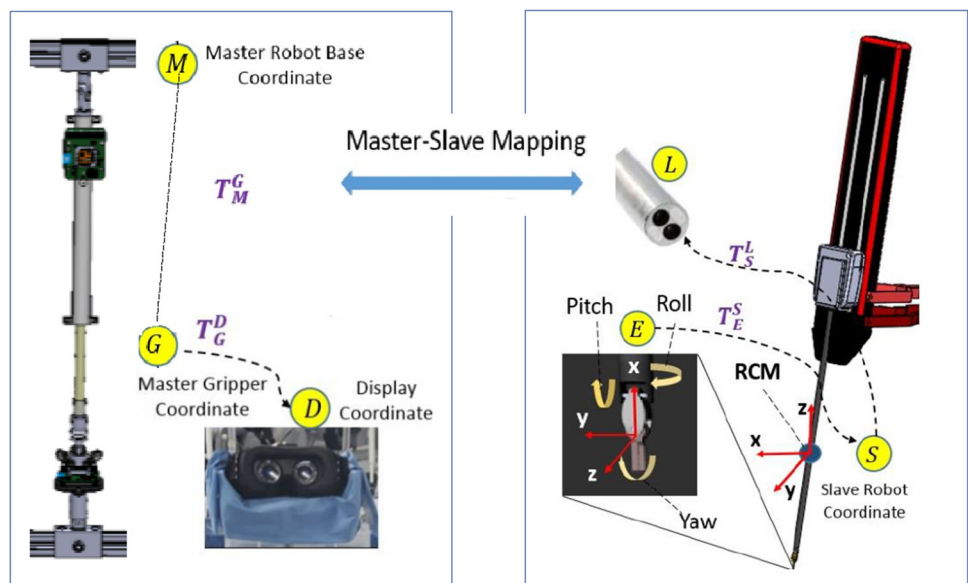 M
Master Robot Base
Coordinate
T_M^G
G
T_G^D
Master Gripper
Coordinate
D
Display
Coordinate
Master-Slave Mapping
L
T_S^L
Pitch
E
Roll
T_E^S
x
y
z
Yaw
RCM
z
x
y
S
Slave Robot
Coordinate